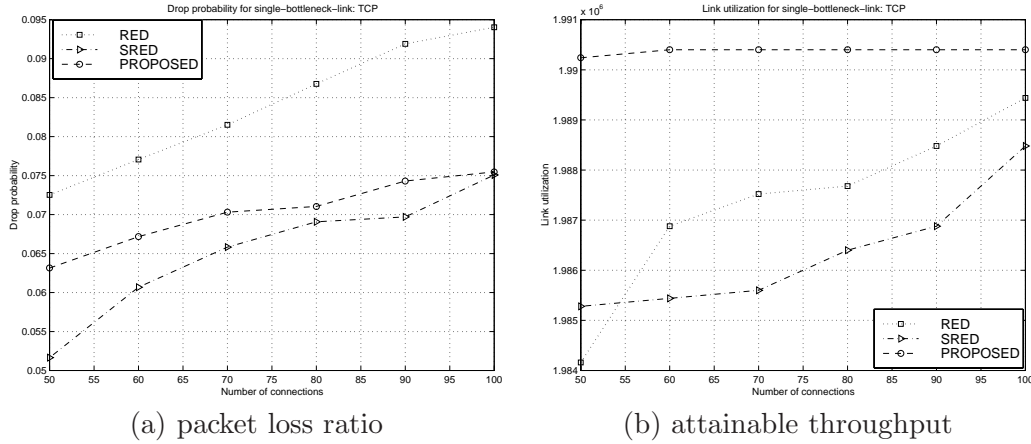 Drop probability for single−bottleneck−link: TCP
0.095
0.09
0.085
0.08
0.075
0.07
0.065
0.06
0.055
0.05
Drop probability
RED
SRED
PROPOSED
50 55 60 65 70 75 80 85 90 95 100
Number of connections
(a) packet loss ratio
x 10^6
Link utilization for single−bottleneck−link: TCP
1.991
1.99
1.989
1.988
1.987
1.986
1.985
1.984
Link utilization
RED
SRED
PROPOSED
50 55 60 65 70 75 80 85 90 95 100
Number of connections
(b) attainable throughput